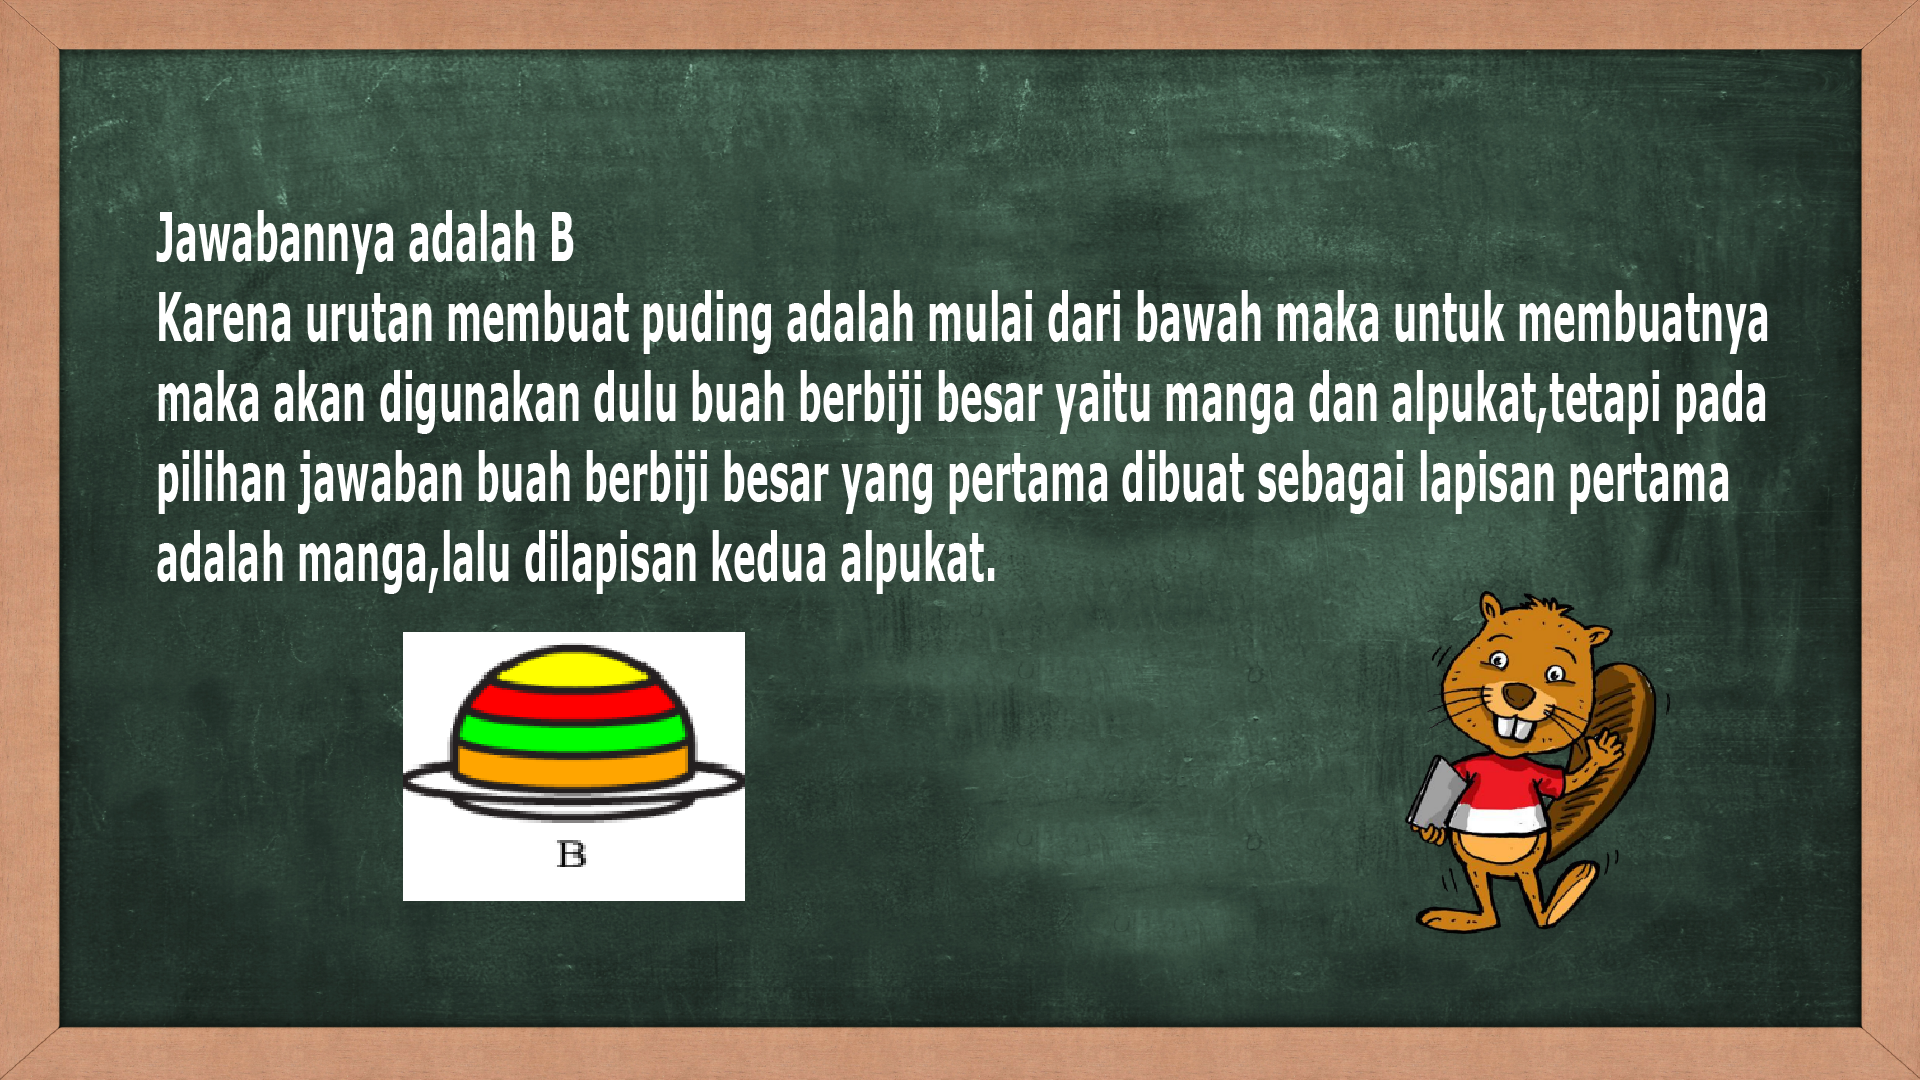 Jawabannya adalah B
Karena urutan membuat puding adalah mulai dari bawah maka untuk membuatnya
maka akan digunakan dulu buah berbiji besar yaitu manga dan alpukat,tetapi pada
pilihan jawaban buah berbiji besar yang pertama dibuat sebagai lapisan pertama
adalah manga,lalu dilapisan kedua alpukat.
B